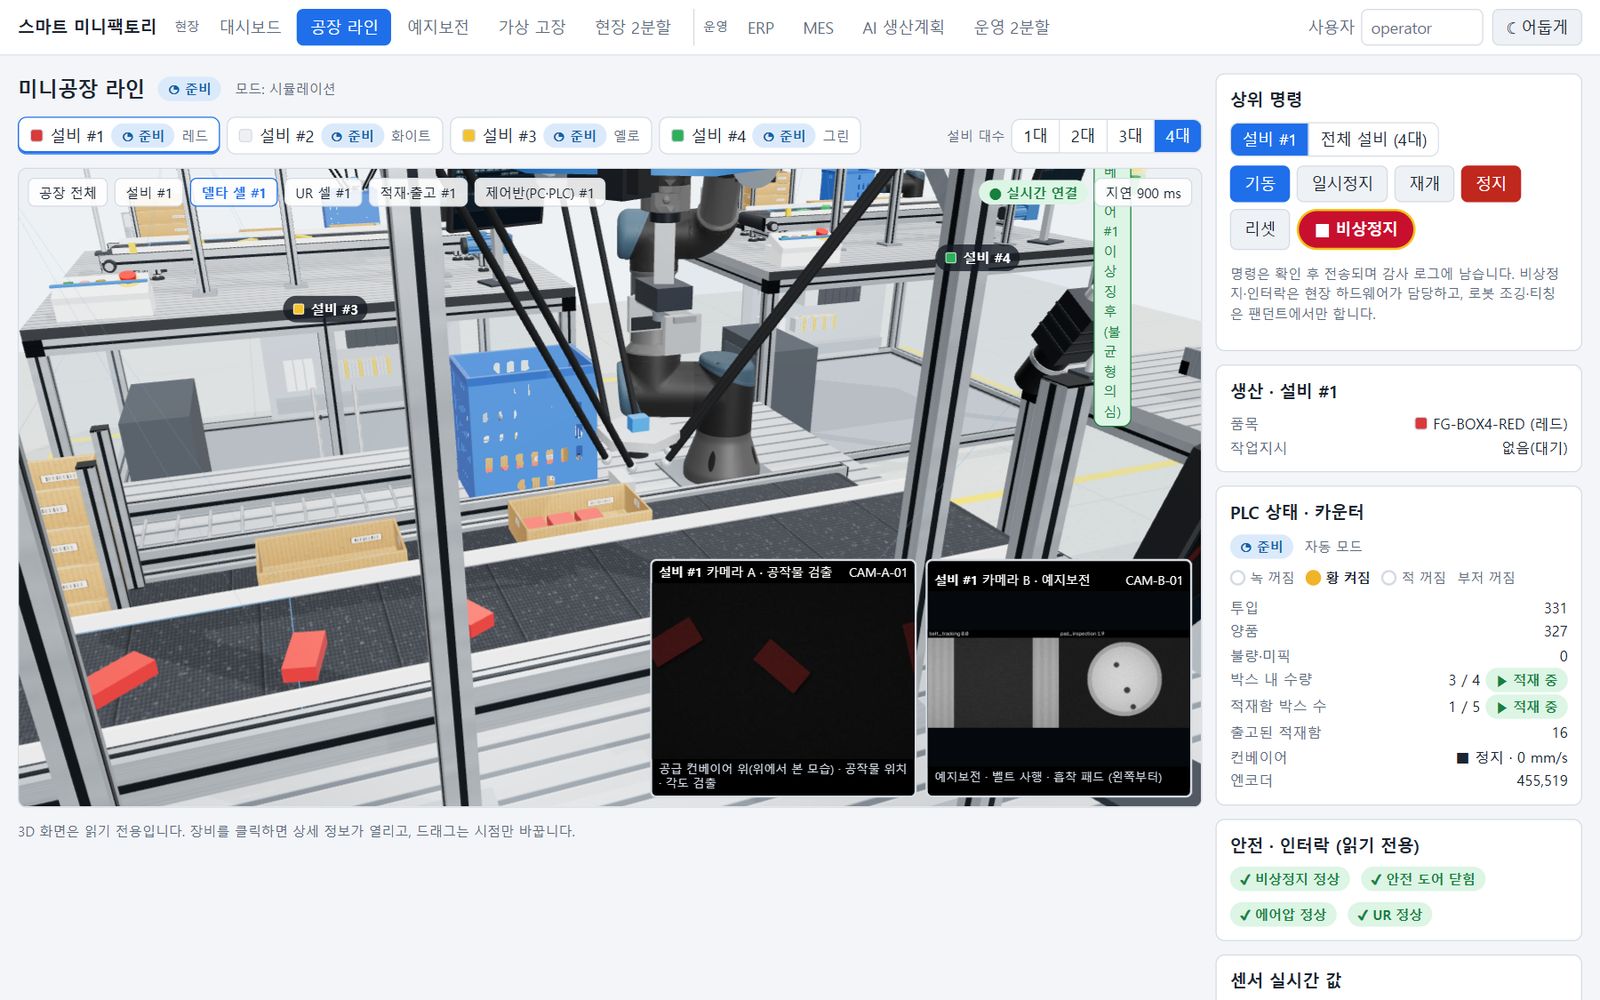 스마트 미니팩토리 현장 대시보드 공장 라인 예지보전 가상 고장 현장 2분할 운영 ERP MES AI 생산계획 운영 2분할 사용자 operator ☾ 어둡게
미니공장 라인 준비 모드: 시뮬레이션
설비 #1 준비 레드 설비 #2 준비 화이트 설비 #3 준비 옐로 설비 #4 준비 그린 설비 대수 1대 2대 3대 4대
공장 전체 설비 #1 델타 셀 #1 UR 셀 #1 적재·출고 #1 제어반(PC·PLC) #1 실시간 연결 지연 900 ms
베
어
#1
이
상
징
후
(불
균
형
의
심)
설비 #4
설비 #3
설비 #1 카메라 A · 공작물 검출 CAM-A-01
공급 컨베이어 위(위에서 본 모습) · 공작물 위치
· 각도 검출
설비 #1 카메라 B · 예지보전 CAM-B-01
belt_tracking 0.0 pad_inspection 1.9
예지보전 · 벨트 사행 · 흡착 패드 (왼쪽부터)
3D 화면은 읽기 전용입니다. 장비를 클릭하면 상세 정보가 열리고, 드래그는 시점만 바꿉니다.
상위 명령
설비 #1 전체 설비 (4대)
기동 일시정지 재개 정지
리셋 비상정지
명령은 확인 후 전송되며 감사 로그에 남습니다. 비상정
지·인터락은 현장 하드웨어가 담당하고, 로봇 조깅·티칭
은 팬던트에서만 합니다.
생산 · 설비 #1
품목 FG-BOX4-RED (레드)
작업지시 없음(대기)
PLC 상태 · 카운터
준비 자동 모드
녹 꺼짐 황 켜짐 적 꺼짐 부저 꺼짐
투입 331
양품 327
불량·미픽 0
박스 내 수량 3 / 4 ▶ 적재 중
적재함 박스 수 1 / 5 ▶ 적재 중
출고된 적재함 16
컨베이어 ■ 정지 · 0 mm/s
엔코더 455,519
안전 · 인터락 (읽기 전용)
✓ 비상정지 정상 ✓ 안전 도어 닫힘
✓ 에어압 정상 ✓ UR 정상
센서 실시간 값